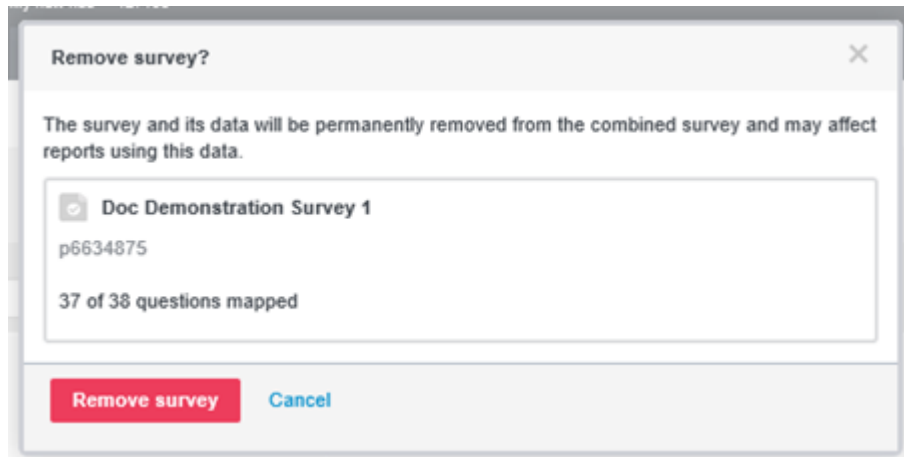 Remove survey?
The survey and its data will be permanently removed from the combined survey and may affect
reports using this data.
Doc Demonstration Survey 1
p6634875
37 of 38 questions mapped
Remove survey
Cancel